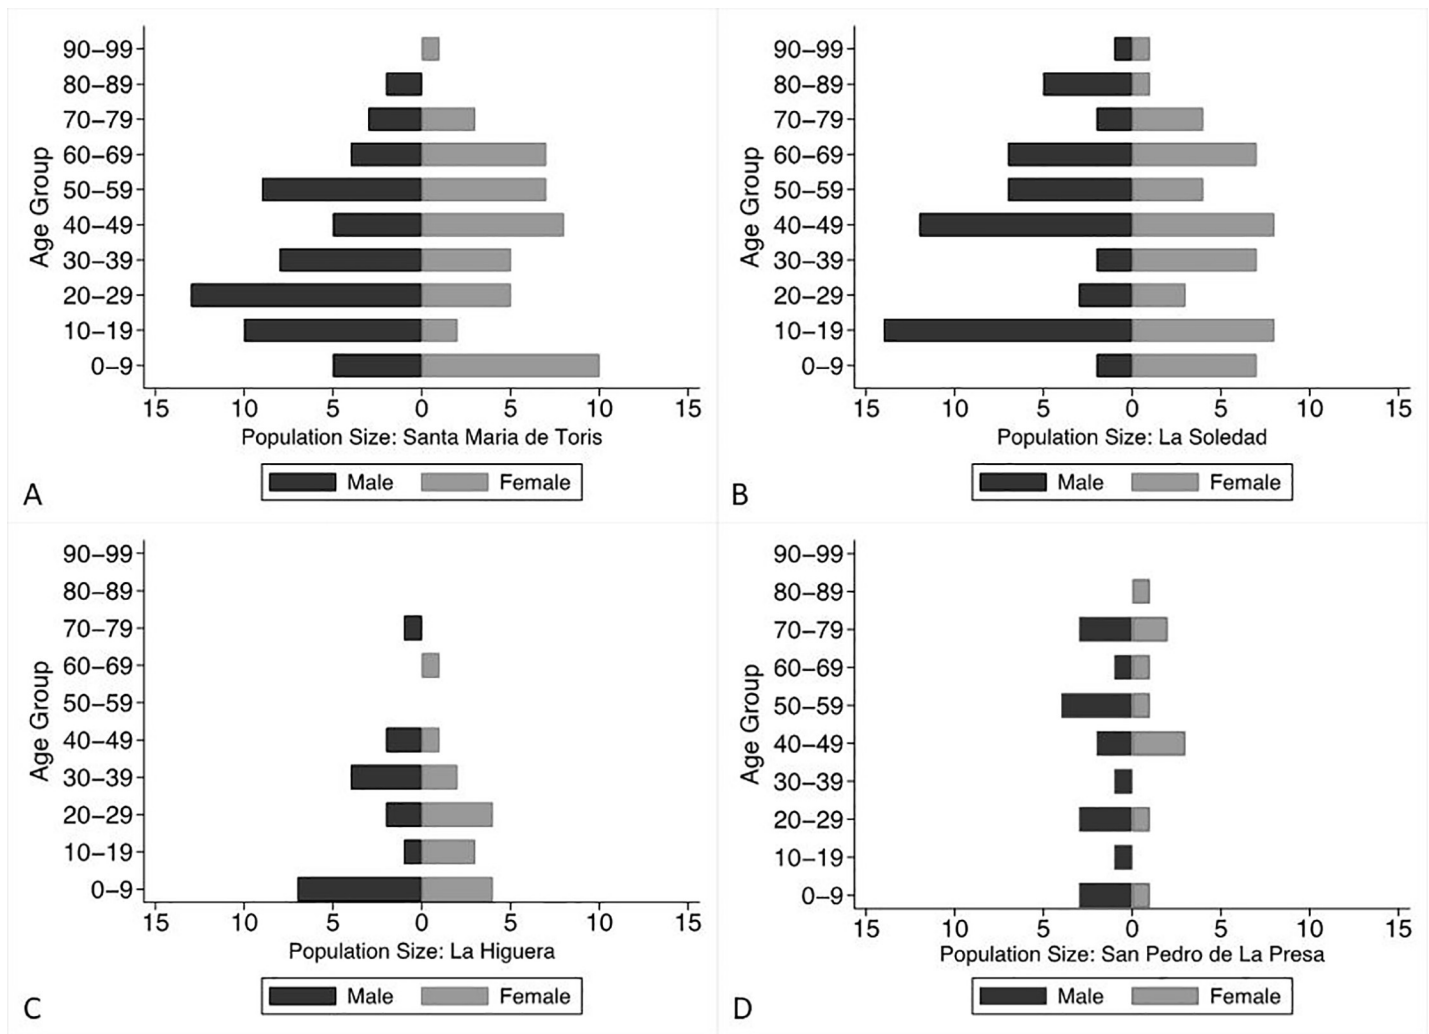 90–99
80–89
70–79
60–69
50–59
40–49
30–39
20–29
10–19
0–9
Age Group
15 10 5 0 5 10 15
Population Size: Santa Maria de Toris
Male Female
A
90–99
80–89
70–79
60–69
50–59
40–49
30–39
20–29
10–19
0–9
Age Group
15 10 5 0 5 10 15
Population Size: La Soledad
Male Female
B
90–99
80–89
70–79
60–69
50–59
40–49
30–39
20–29
10–19
0–9
Age Group
15 10 5 0 5 10 15
Population Size: La Higuera
Male Female
C
90–99
80–89
70–79
60–69
50–59
40–49
30–39
20–29
10–19
0–9
Age Group
15 10 5 0 5 10 15
Population Size: San Pedro de La Presa
Male Female
D